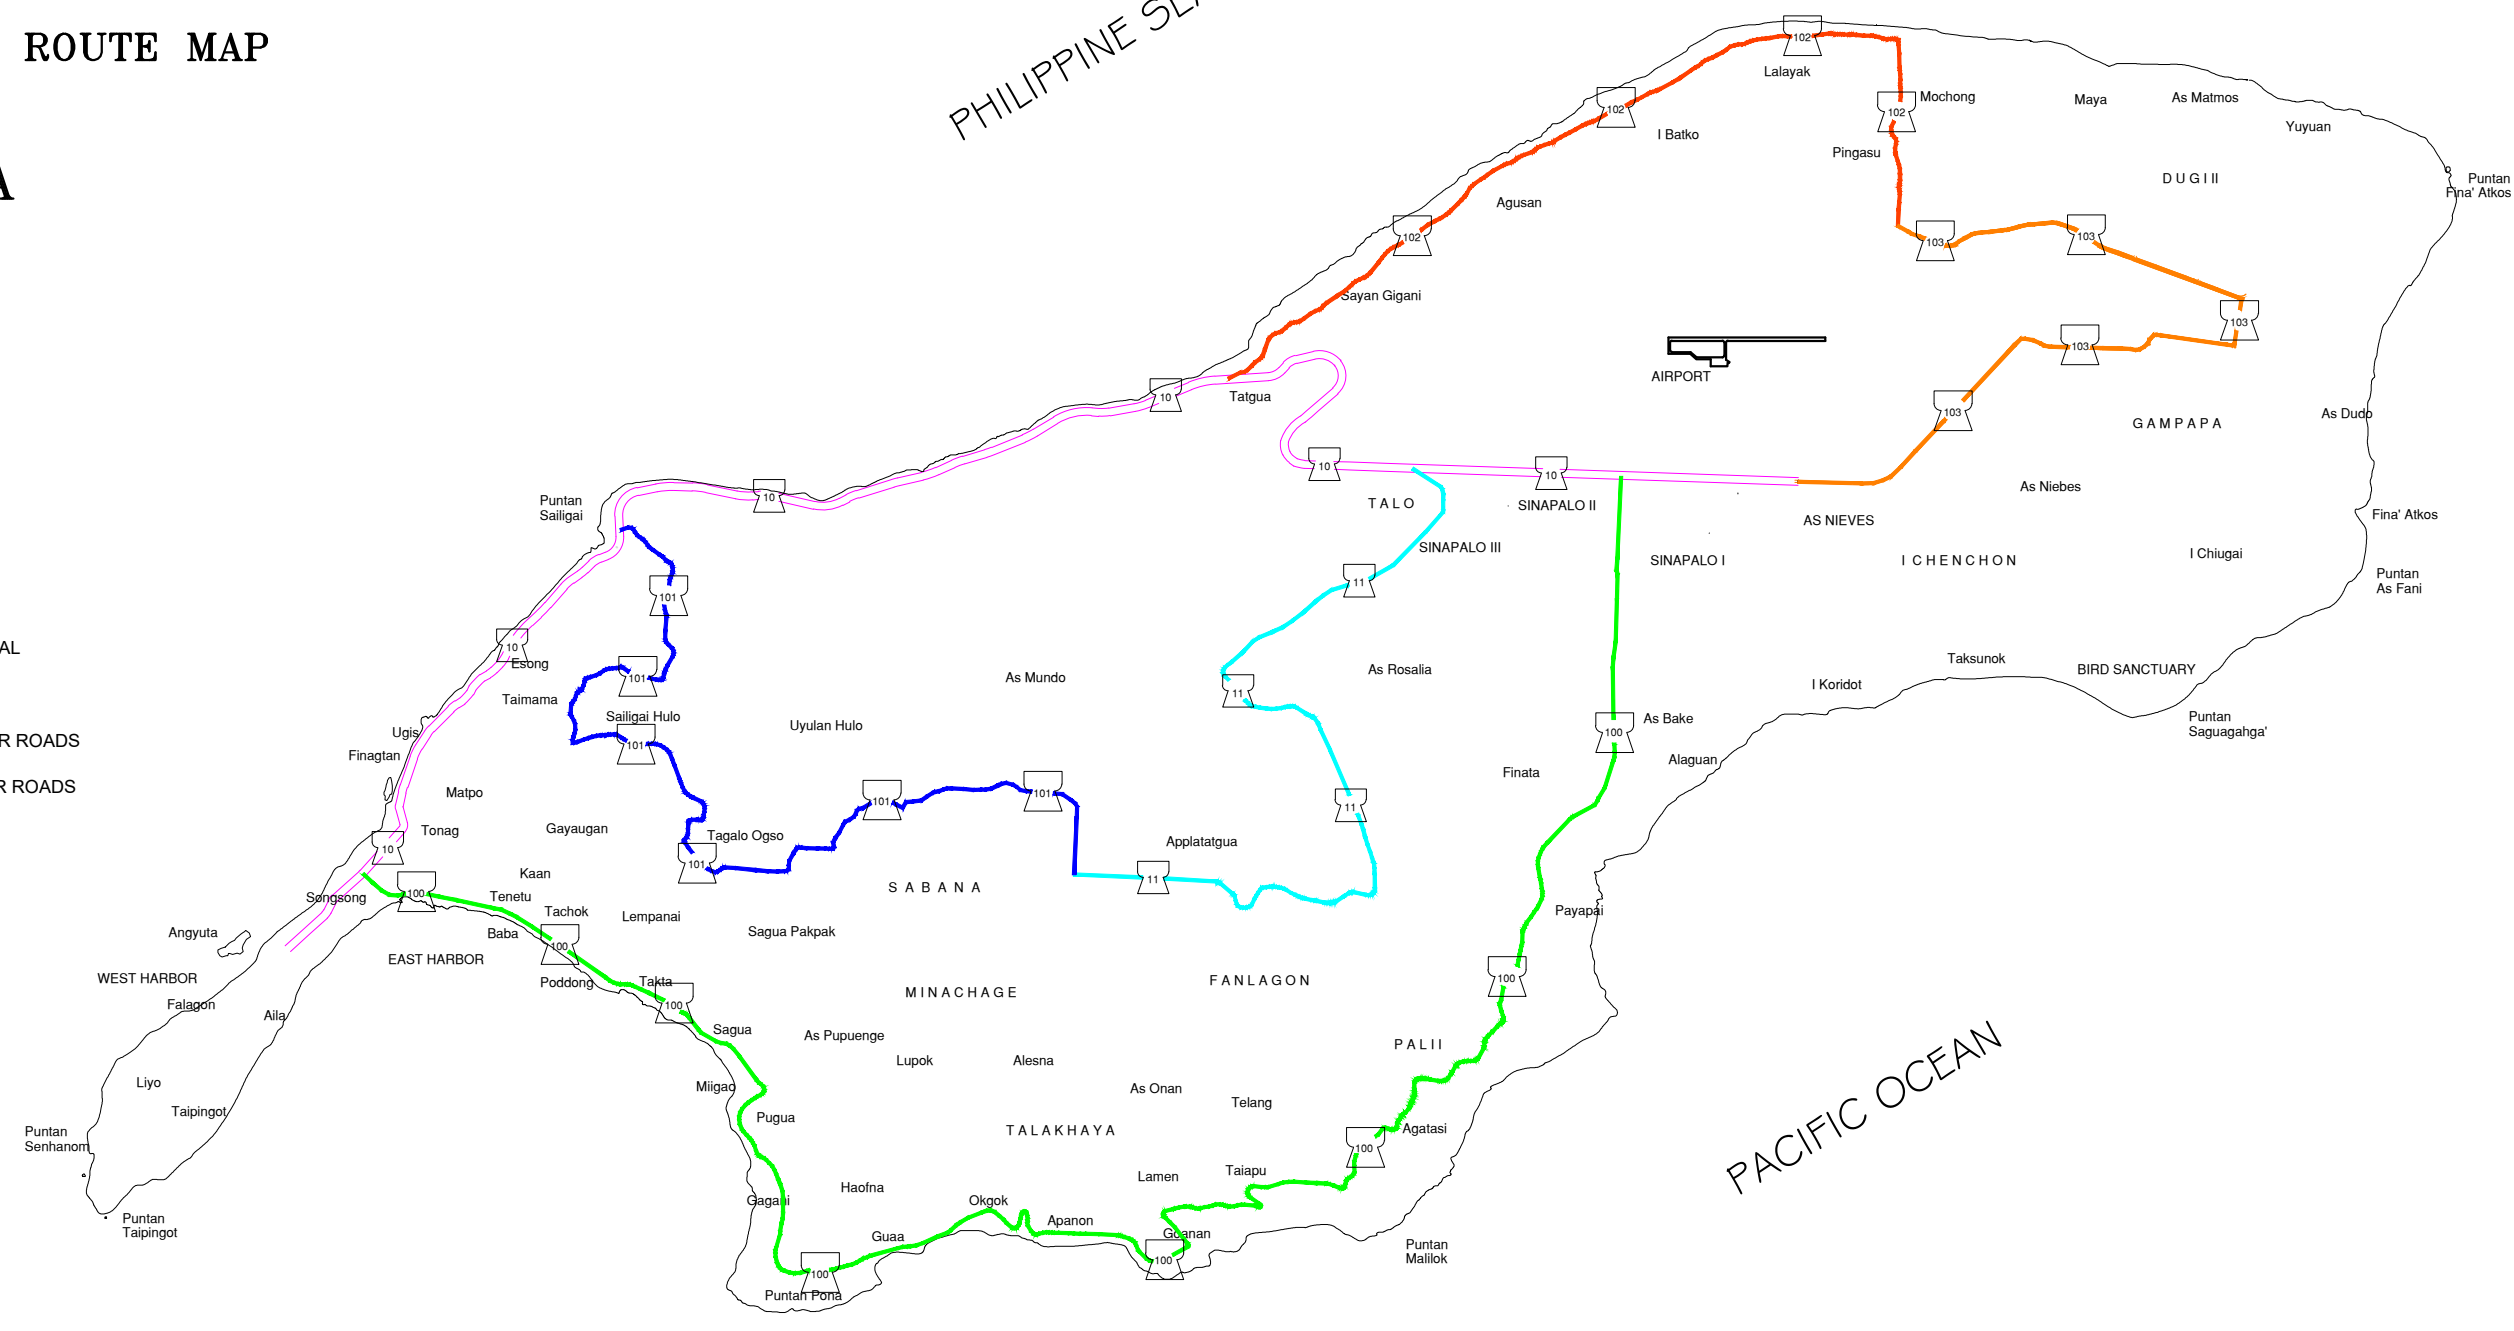 ROUTE MAP
A
PHILIPPINE SEA
102
Lalayak
102
102
Mochong
Maya
As Matmos
Yuyuan
I Batko
Pingasu
DUGI II
Puntan
Fina' Atkos
Agusan
102
103
103
Sayan Gigani
103
103
AIRPORT
10
Tatgua
103
As Dudo
GAMPAPA
10
10
10
Puntan
Sailigai
TALO
SINAPALO II
As Niebes
AS NIEVES
Fina' Atkos
SINAPALO III
SINAPALO I
I CHENCHON
I Chiugai
Puntan
As Fani
11
101
AL
10
Esong
Taksunok
BIRD SANCTUARY
As Mundo
As Rosalia
101
I Koridot
11
Taimama
Sailigai Hulo
Uyulan Hulo
As Bake
Puntan
Saguagahga'
Ugis
R ROADS
101
100
Finagtan
Alaguan
Finata
R ROADS
Matpo
101
101
11
Tonag
Gayaugan
Tagalo Ogso
Applatatgua
10
101
Kaan
SABANA
11
Songsong
100
Tenetu
Tachok
Lempanai
Payapai
Angyuta
Baba
Sagua Pakpak
100
EAST HARBOR
WEST HARBOR
Poddong
Takta
MINACHAGE
FANLAGON
100
Falagon
Aila
100
Sagua
As Pupuenge
PALII
Lupok
Alesna
Liyo
Miigao
As Onan
Telang
Taipingot
Pugua
PACIFIC OCEAN
Puntan
Senhanom
TALAKHAYA
Agatasi
100
Lamen
Taiapu
Haofna
Gagani
Okgok
Puntan
Taipingot
Apanon
Guaa
Goanan
Puntan
Malilok
100
100
Puntan Pona